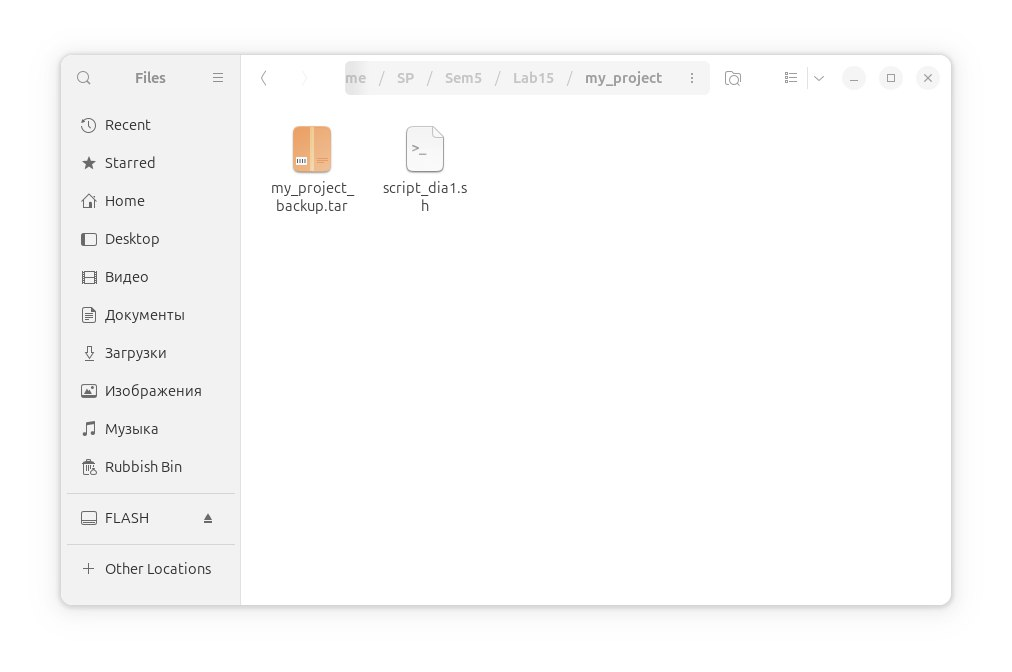 Files
me / SP / Sem5 / Lab15 / my_project
Recent
Starred
Home
Desktop
Видео
Документы
Загрузки
Изображения
Музыка
Rubbish Bin
FLASH
Other Locations
my_project_
backup.tar
script_dia1.s
h